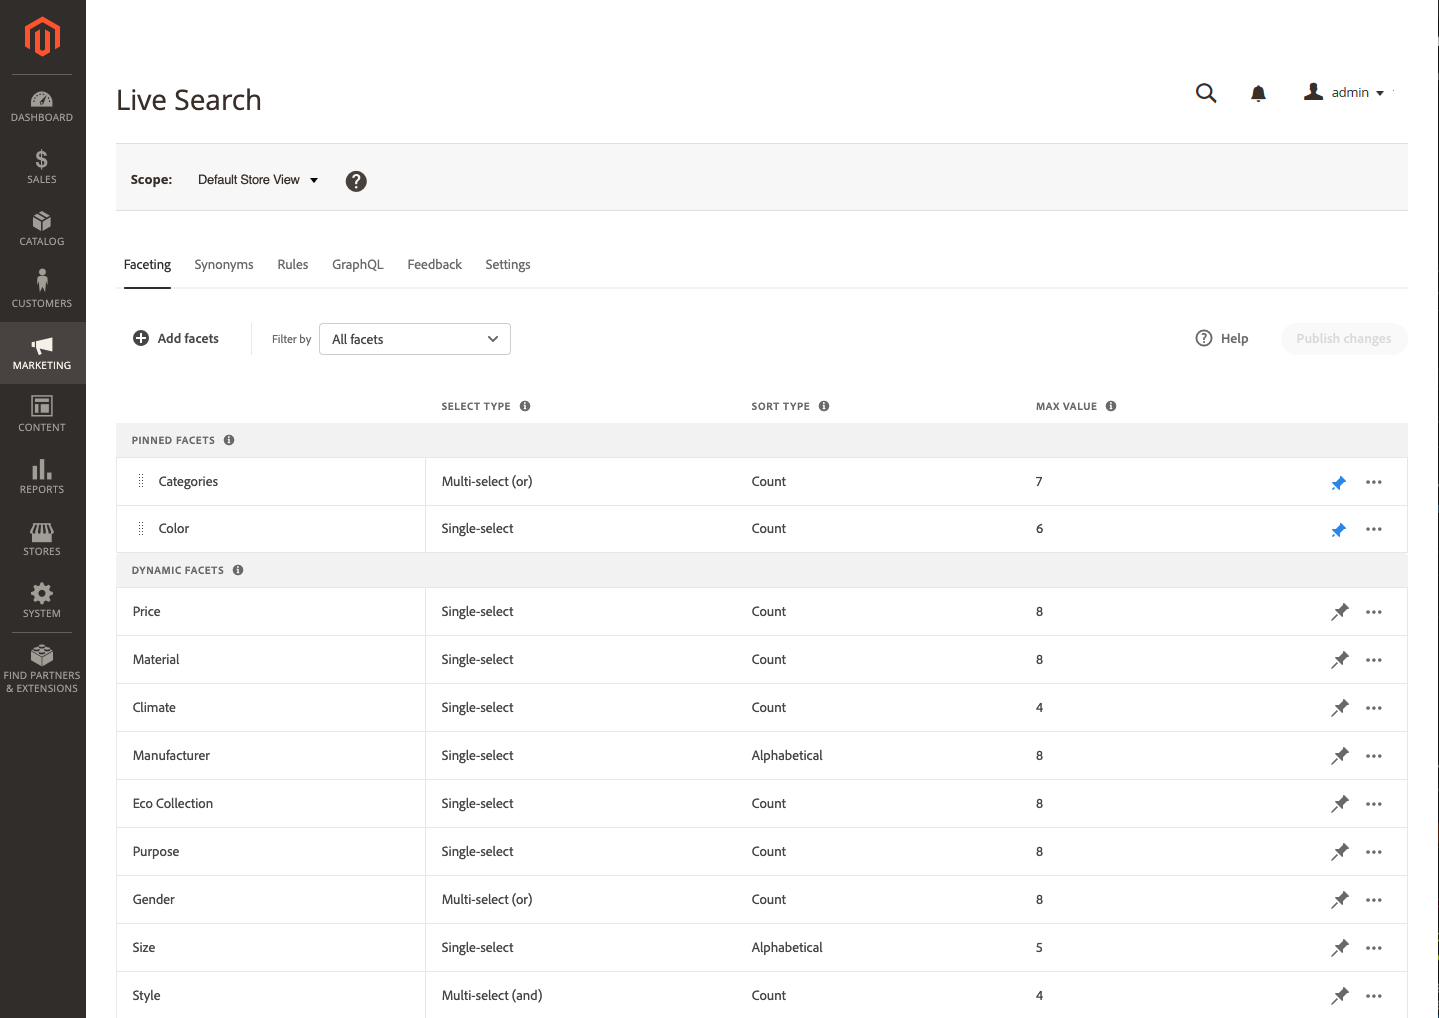 Live Search
admin
DASHBOARD
SALES
CATALOG
CUSTOMERS
MARKETING
CONTENT
REPORTS
STORES
SYSTEM
FIND PARTNERS
& EXTENSIONS
Scope: Default Store View
Faceting Synonyms Rules GraphQL Feedback Settings
Add facets Filter by All facets Help Publish changes
SELECT TYPE SORT TYPE MAX VALUE
PINNED FACETS
Categories Multi-select (or) Count 7
Color Single-select Count 6
DYNAMIC FACETS
Price Single-select Count 8
Material Single-select Count 8
Climate Single-select Count 4
Manufacturer Single-select Alphabetical 8
Eco Collection Single-select Count 8
Purpose Single-select Count 8
Gender Multi-select (or) Count 8
Size Single-select Alphabetical 5
Style Multi-select (and) Count 4